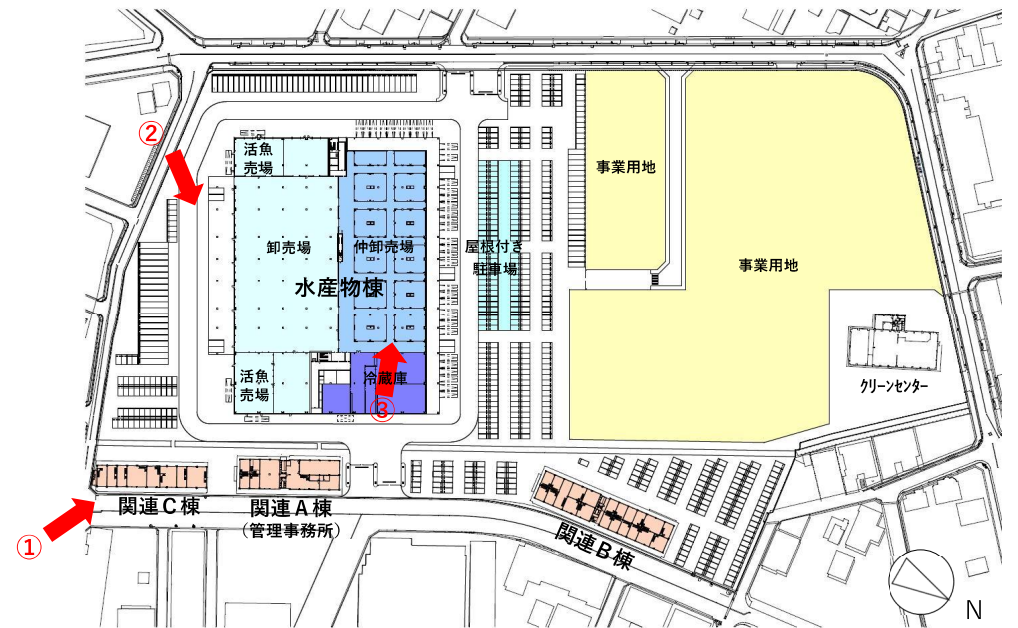 ②
活魚
売場
事業用地
卸売場
仲卸売場
屋根付き
駐車場
事業用地
水産物棟
活魚
売場
冷蔵庫
③
クリーンセンター
①
関連C棟
関連A棟
(管理事務所)
関連B棟
N